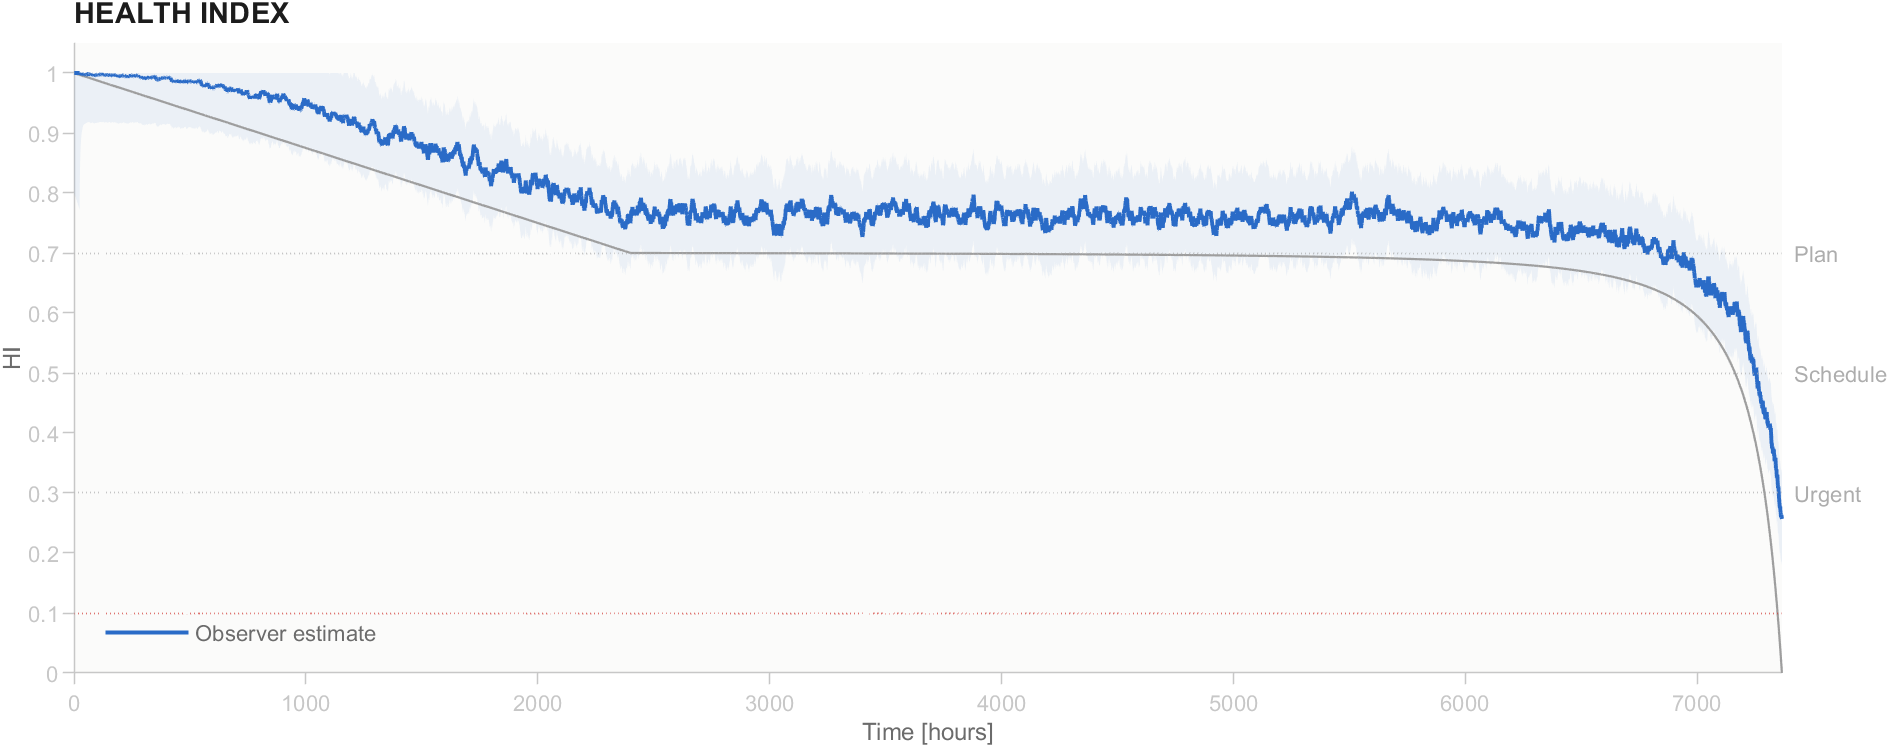 HEALTH INDEX
1
0.9
0.8
0.7
Plan
0.6
HI
0.5
Schedule
0.4
0.3
Urgent
0.2
0.1
Observer estimate
0
0 1000 2000 3000 4000 5000 6000 7000
Time [hours]